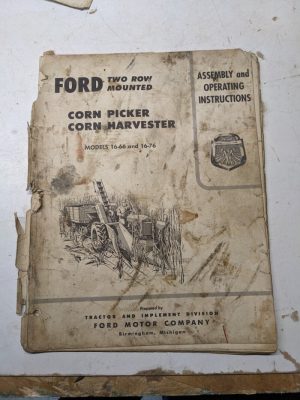 FORD TWO ROW MOUNTED
CORN PICKER
CORN HARVESTER
MODELS 16-66 and 16-76
ASSEMBLY and
OPERATING
INSTRUCTIONS
Prepared by
TRACTOR AND IMPLEMENT DIVISION
FORD MOTOR COMPANY
Birmingham, Michigan